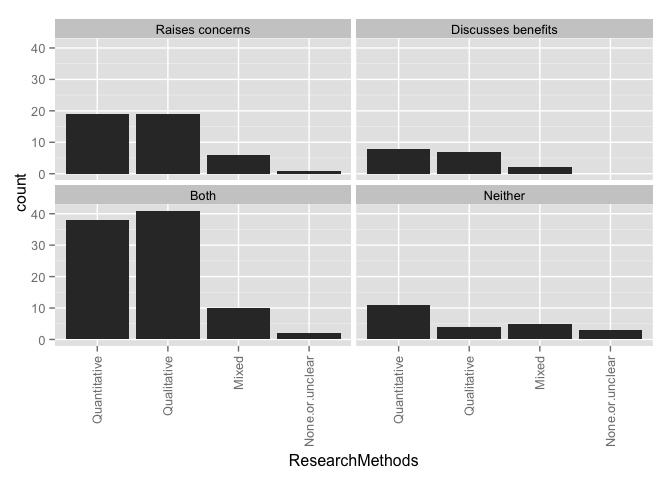 Raises concerns
Discusses benefits
40
30
20
10
0
count
Both
Neither
40
30
20
10
0
Quantitative
Qualitative
Mixed
None.or.unclear
Quantitative
Qualitative
Mixed
None.or.unclear
ResearchMethods